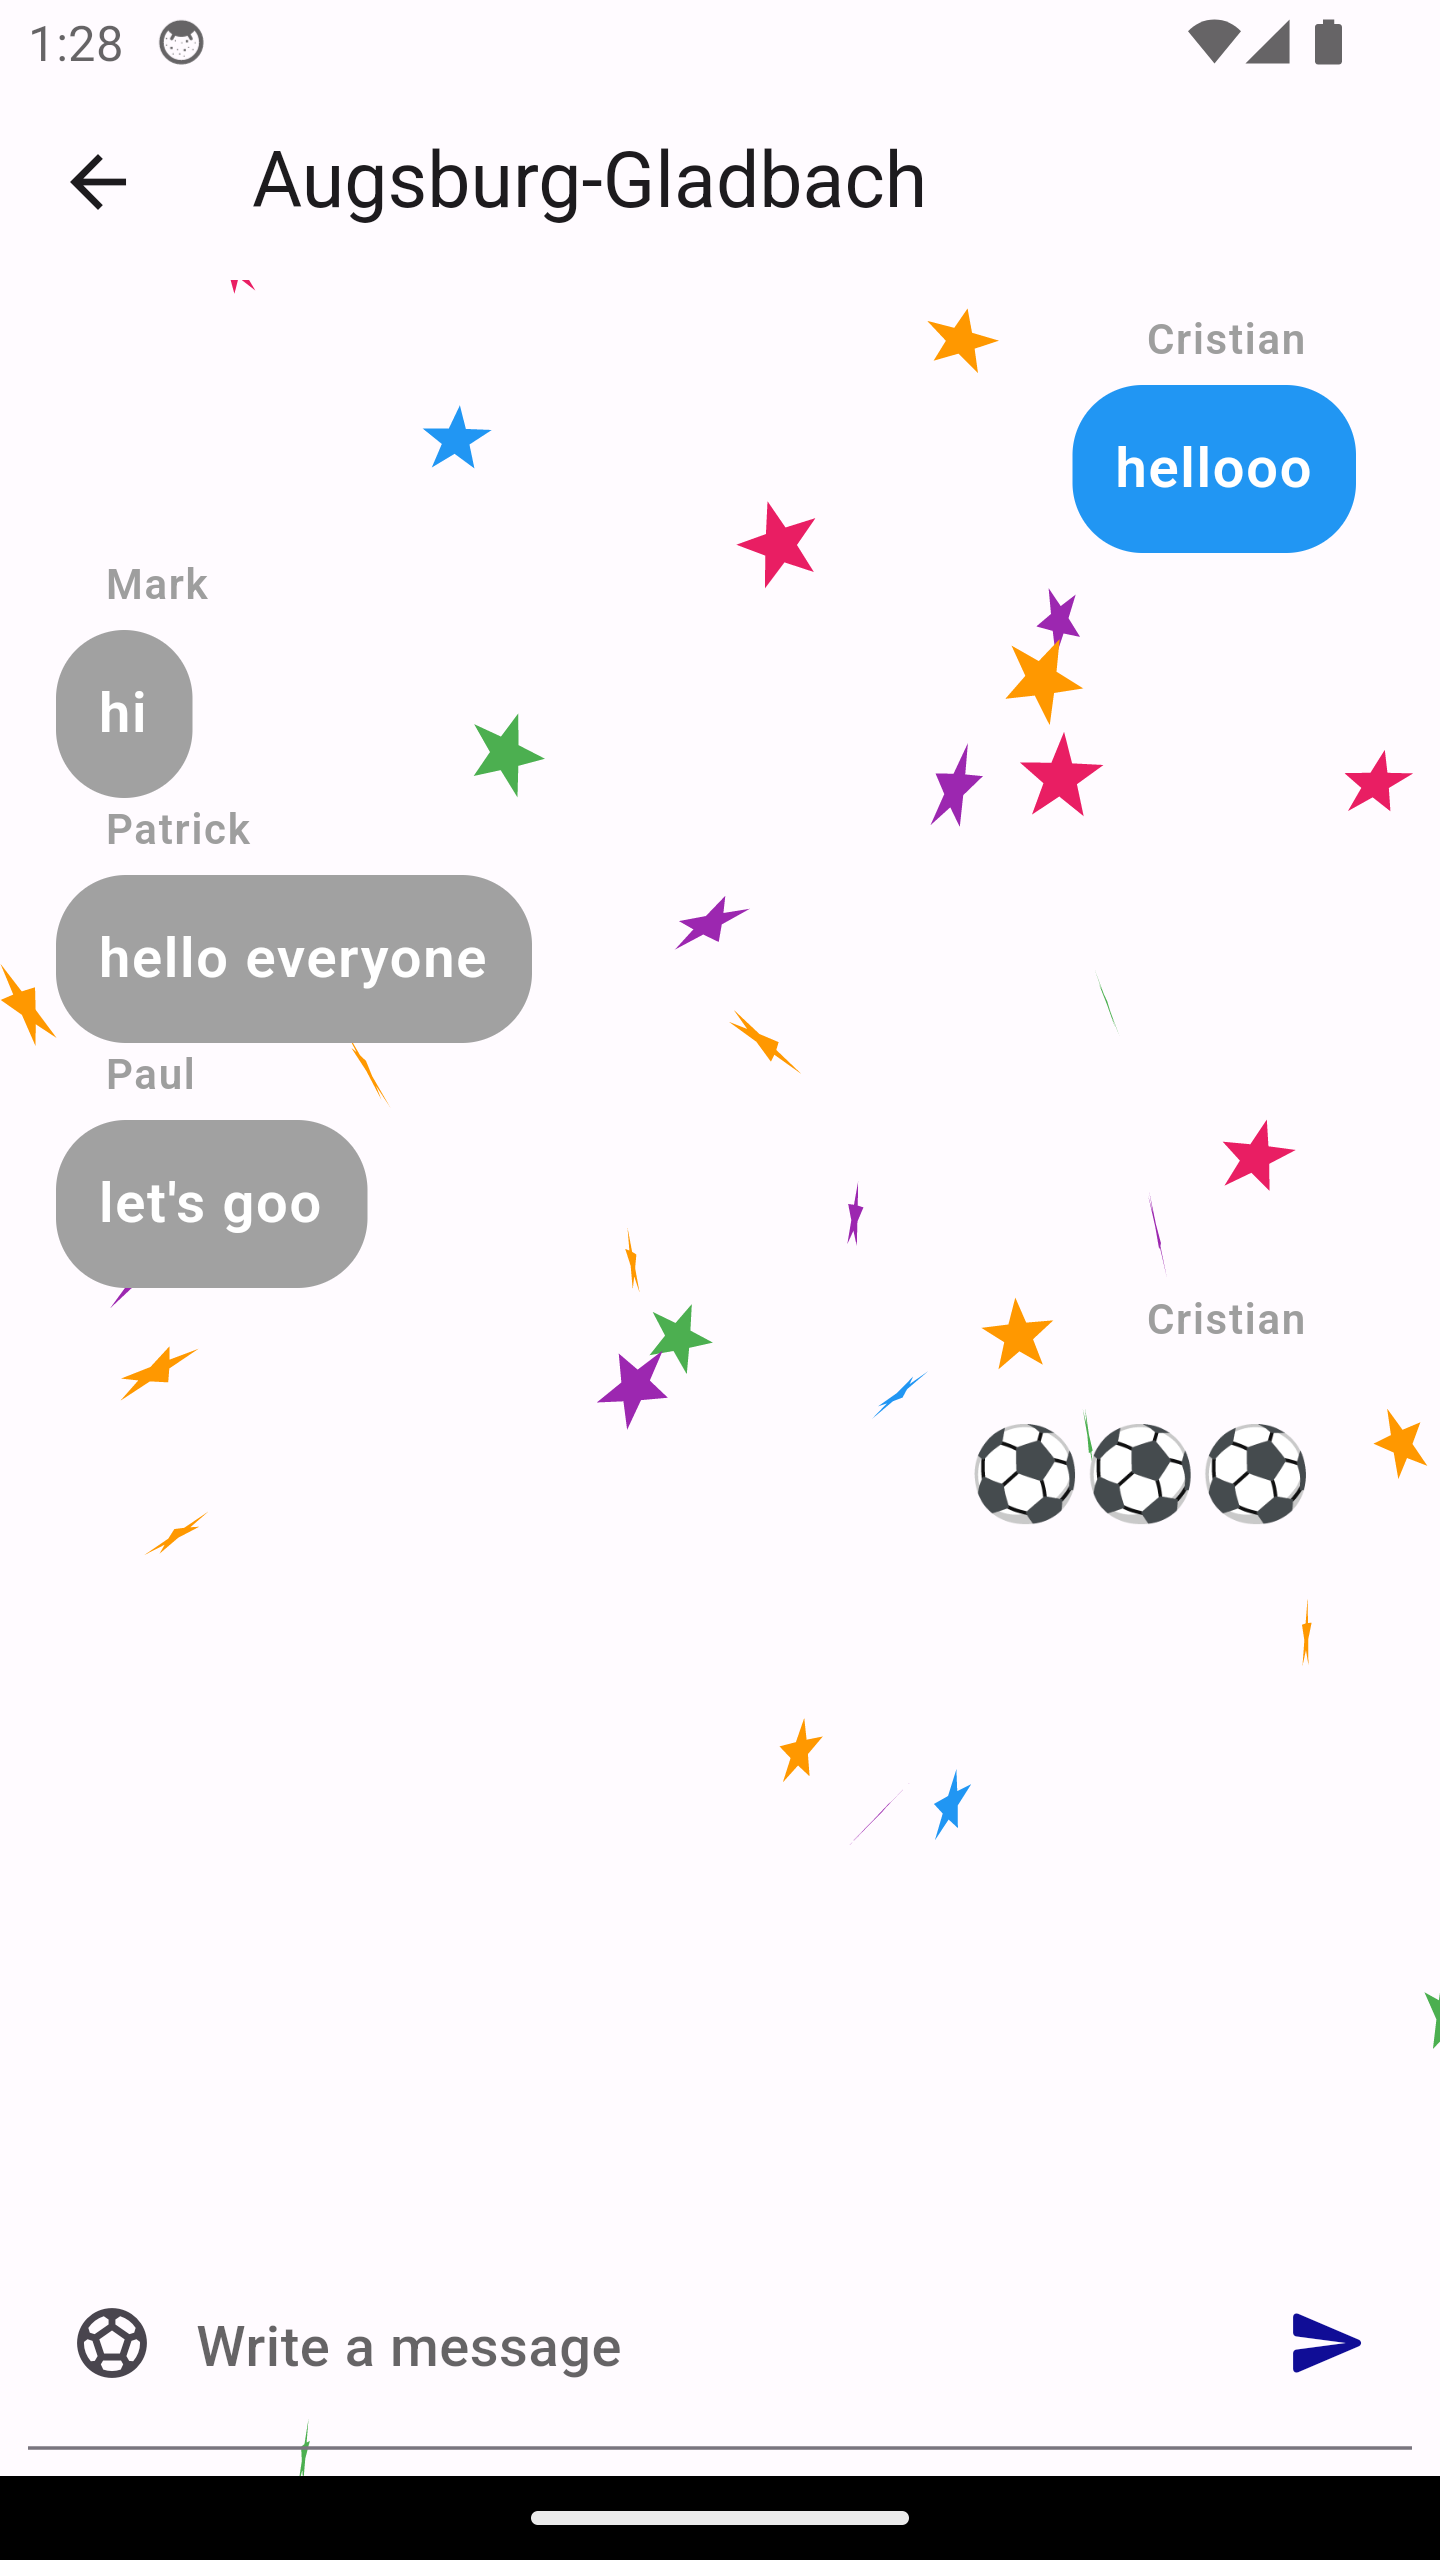 1:28
Augsburg-Gladbach
Cristian
hellooo
Mark
hi
Patrick
hello everyone
Paul
let's goo
Cristian
⚽⚽⚽
Write a message